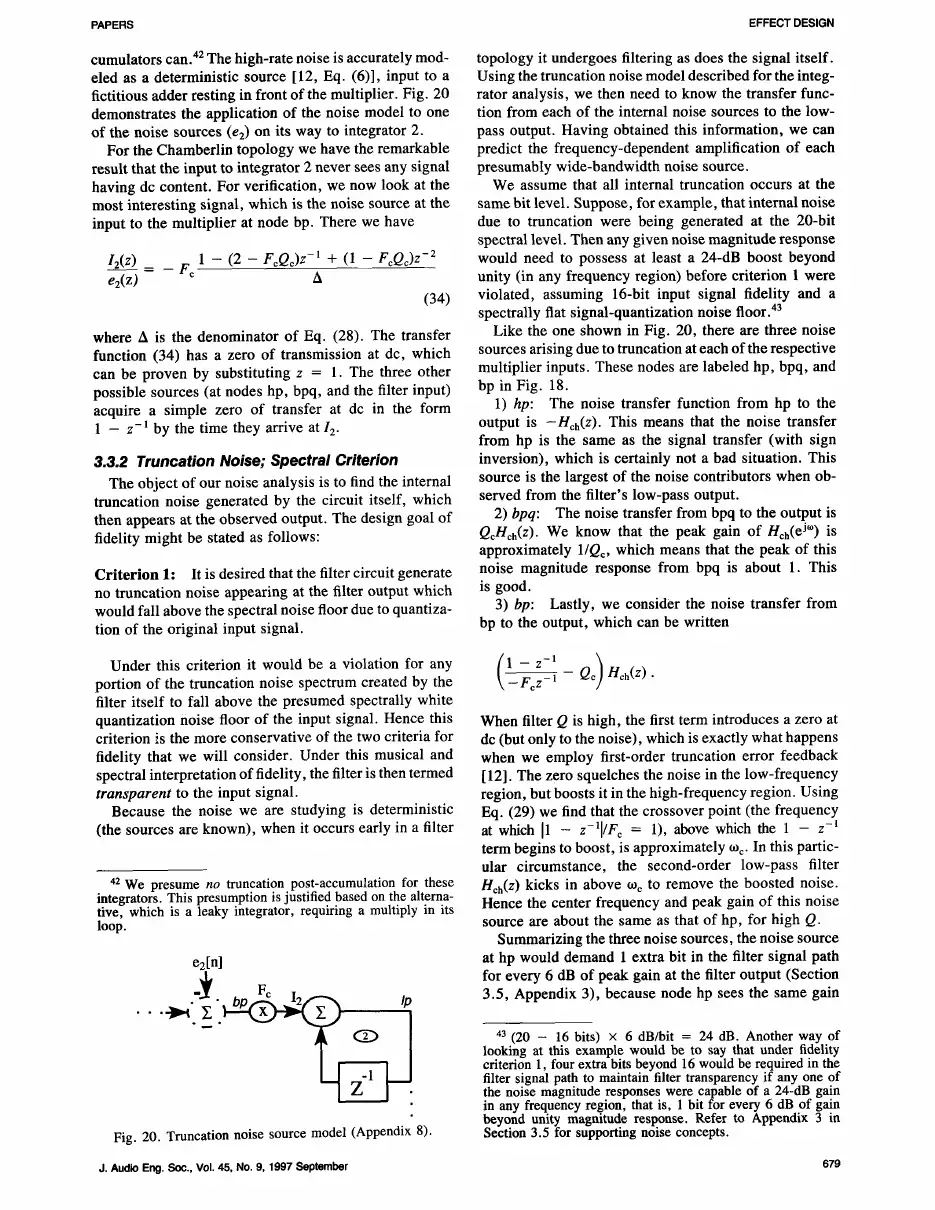 PAPERS
EFFECT DESIGN
cumulators can.⁴² The high-rate noise is accurately mod-
eled as a deterministic source [12, Eq. (6)], input to a
fictitious adder resting in front of the multiplier. Fig. 20
demonstrates the application of the noise model to one
of the noise sources (e₂) on its way to integrator 2.
For the Chamberlin topology we have the remarkable
result that the input to integrator 2 never sees any signal
having dc content. For verification, we now look at the
most interesting signal, which is the noise source at the
input to the multiplier at node bp. There we have
I₂(z)/e₂(z) = − F_c (1 − (2 − F_cQ_c)z⁻¹ + (1 − F_cQ_c)z⁻²)/Δ
(34)
where Δ is the denominator of Eq. (28). The transfer
function (34) has a zero of transmission at dc, which
can be proven by substituting z = 1. The three other
possible sources (at nodes hp, bpq, and the filter input)
acquire a simple zero of transfer at dc in the form
1 − z⁻¹ by the time they arrive at I₂.
3.3.2 Truncation Noise; Spectral Criterion
The object of our noise analysis is to find the internal
truncation noise generated by the circuit itself, which
then appears at the observed output. The design goal of
fidelity might be stated as follows:
Criterion 1: It is desired that the filter circuit generate
no truncation noise appearing at the filter output which
would fall above the spectral noise floor due to quantiza-
tion of the original input signal.
Under this criterion it would be a violation for any
portion of the truncation noise spectrum created by the
filter itself to fall above the presumed spectrally white
quantization noise floor of the input signal. Hence this
criterion is the more conservative of the two criteria for
fidelity that we will consider. Under this musical and
spectral interpretation of fidelity, the filter is then termed
transparent to the input signal.
Because the noise we are studying is deterministic
(the sources are known), when it occurs early in a filter
⁴² We presume no truncation post-accumulation for these
integrators. This presumption is justified based on the alterna-
tive, which is a leaky integrator, requiring a multiply in its
loop.
e₂[n]
Σ bp F_c X I₂ Σ lp
2
Z⁻¹
Fig. 20. Truncation noise source model (Appendix 8).
topology it undergoes filtering as does the signal itself.
Using the truncation noise model described for the integ-
rator analysis, we then need to know the transfer func-
tion from each of the internal noise sources to the low-
pass output. Having obtained this information, we can
predict the frequency-dependent amplification of each
presumably wide-bandwidth noise source.
We assume that all internal truncation occurs at the
same bit level. Suppose, for example, that internal noise
due to truncation were being generated at the 20-bit
spectral level. Then any given noise magnitude response
would need to possess at least a 24-dB boost beyond
unity (in any frequency region) before criterion 1 were
violated, assuming 16-bit input signal fidelity and a
spectrally flat signal-quantization noise floor.⁴³
Like the one shown in Fig. 20, there are three noise
sources arising due to truncation at each of the respective
multiplier inputs. These nodes are labeled hp, bpq, and
bp in Fig. 18.
1) hp: The noise transfer function from hp to the
output is −H_ch(z). This means that the noise transfer
from hp is the same as the signal transfer (with sign
inversion), which is certainly not a bad situation. This
source is the largest of the noise contributors when ob-
served from the filter's low-pass output.
2) bpq: The noise transfer from bpq to the output is
Q_cH_ch(z). We know that the peak gain of H_ch(e^jω) is
approximately 1/Q_c, which means that the peak of this
noise magnitude response from bpq is about 1. This
is good.
3) bp: Lastly, we consider the noise transfer from
bp to the output, which can be written
((1 − z⁻¹)/(−F_cz⁻¹) − Q_c) H_ch(z) .
When filter Q is high, the first term introduces a zero at
dc (but only to the noise), which is exactly what happens
when we employ first-order truncation error feedback
[12]. The zero squelches the noise in the low-frequency
region, but boosts it in the high-frequency region. Using
Eq. (29) we find that the crossover point (the frequency
at which |1 − z⁻¹|/F_c = 1), above which the 1 − z⁻¹
term begins to boost, is approximately ω_c. In this partic-
ular circumstance, the second-order low-pass filter
H_ch(z) kicks in above ω_c to remove the boosted noise.
Hence the center frequency and peak gain of this noise
source are about the same as that of hp, for high Q.
Summarizing the three noise sources, the noise source
at hp would demand 1 extra bit in the filter signal path
for every 6 dB of peak gain at the filter output (Section
3.5, Appendix 3), because node hp sees the same gain
⁴³ (20 − 16 bits) × 6 dB/bit = 24 dB. Another way of
looking at this example would be to say that under fidelity
criterion 1, four extra bits beyond 16 would be required in the
filter signal path to maintain filter transparency if any one of
the noise magnitude responses were capable of a 24-dB gain
in any frequency region, that is, 1 bit for every 6 dB of gain
beyond unity magnitude response. Refer to Appendix 3 in
Section 3.5 for supporting noise concepts.
J. Audio Eng. Soc., Vol. 45, No. 9, 1997 September
679